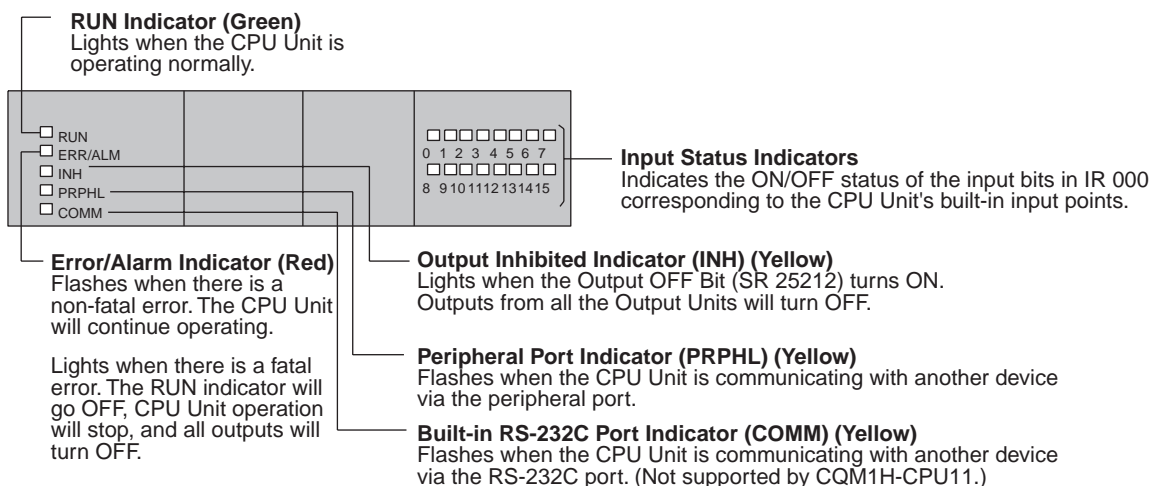 RUN Indicator (Green)
Lights when the CPU Unit is
operating normally.
RUN
ERR/ALM
INH
PRPHL
COMM
0 1 2 3 4 5 6 7
8 9 10 11 12 13 14 15
Input Status Indicators
Indicates the ON/OFF status of the input bits in IR 000
corresponding to the CPU Unit's built-in input points.
Error/Alarm Indicator (Red)
Flashes when there is a
non-fatal error. The CPU Unit
will continue operating.
Lights when there is a fatal
error. The RUN indicator will
go OFF, CPU Unit operation
will stop, and all outputs will
turn OFF.
Output Inhibited Indicator (INH) (Yellow)
Lights when the Output OFF Bit (SR 25212) turns ON.
Outputs from all the Output Units will turn OFF.
Peripheral Port Indicator (PRPHL) (Yellow)
Flashes when the CPU Unit is communicating with another device
via the peripheral port.
Built-in RS-232C Port Indicator (COMM) (Yellow)
Flashes when the CPU Unit is communicating with another device
via the RS-232C port. (Not supported by CQM1H-CPU11.)